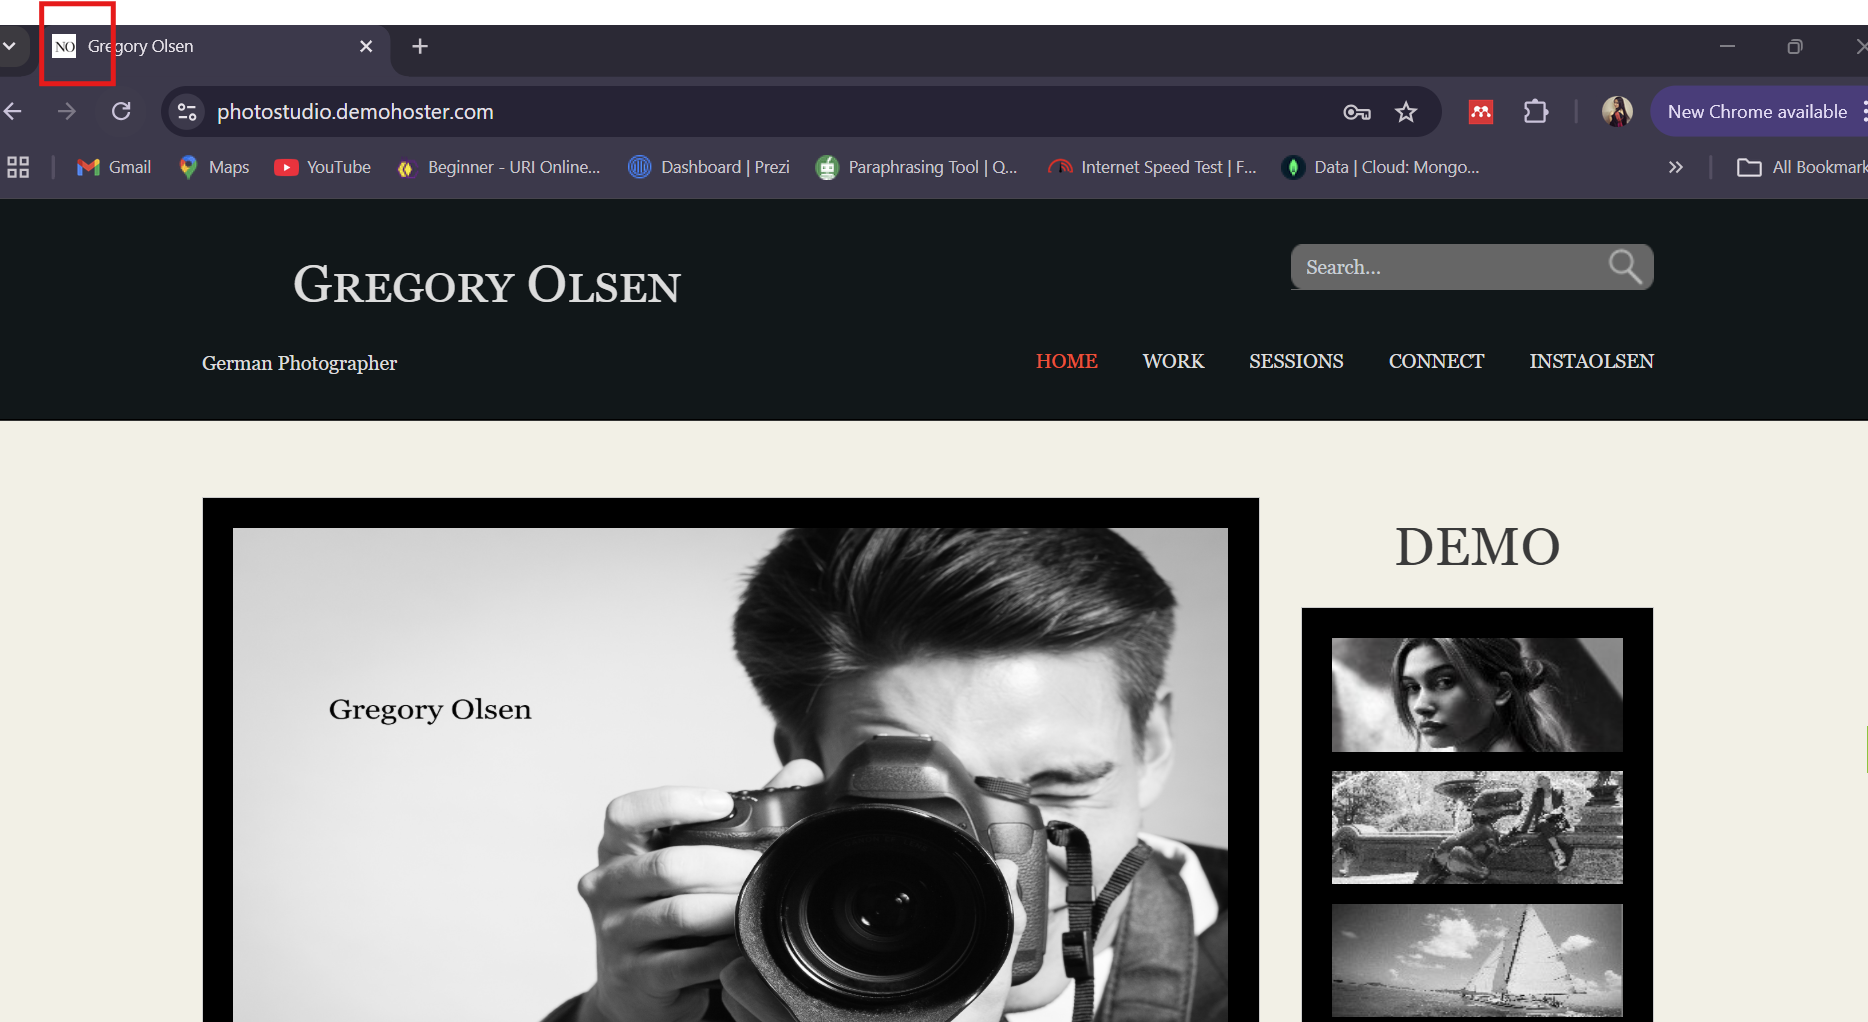 NO Gregory Olsen
photostudio.demohoster.com
New Chrome available
Gmail
Maps
YouTube
Beginner - URI Online...
Dashboard | Prezi
Paraphrasing Tool | Q...
Internet Speed Test | F...
Data | Cloud: Mongo...
All Bookmark
Gregory Olsen
Search...
German Photographer
HOME
WORK
SESSIONS
CONNECT
INSTAOLSEN
DEMO
Gregory Olsen